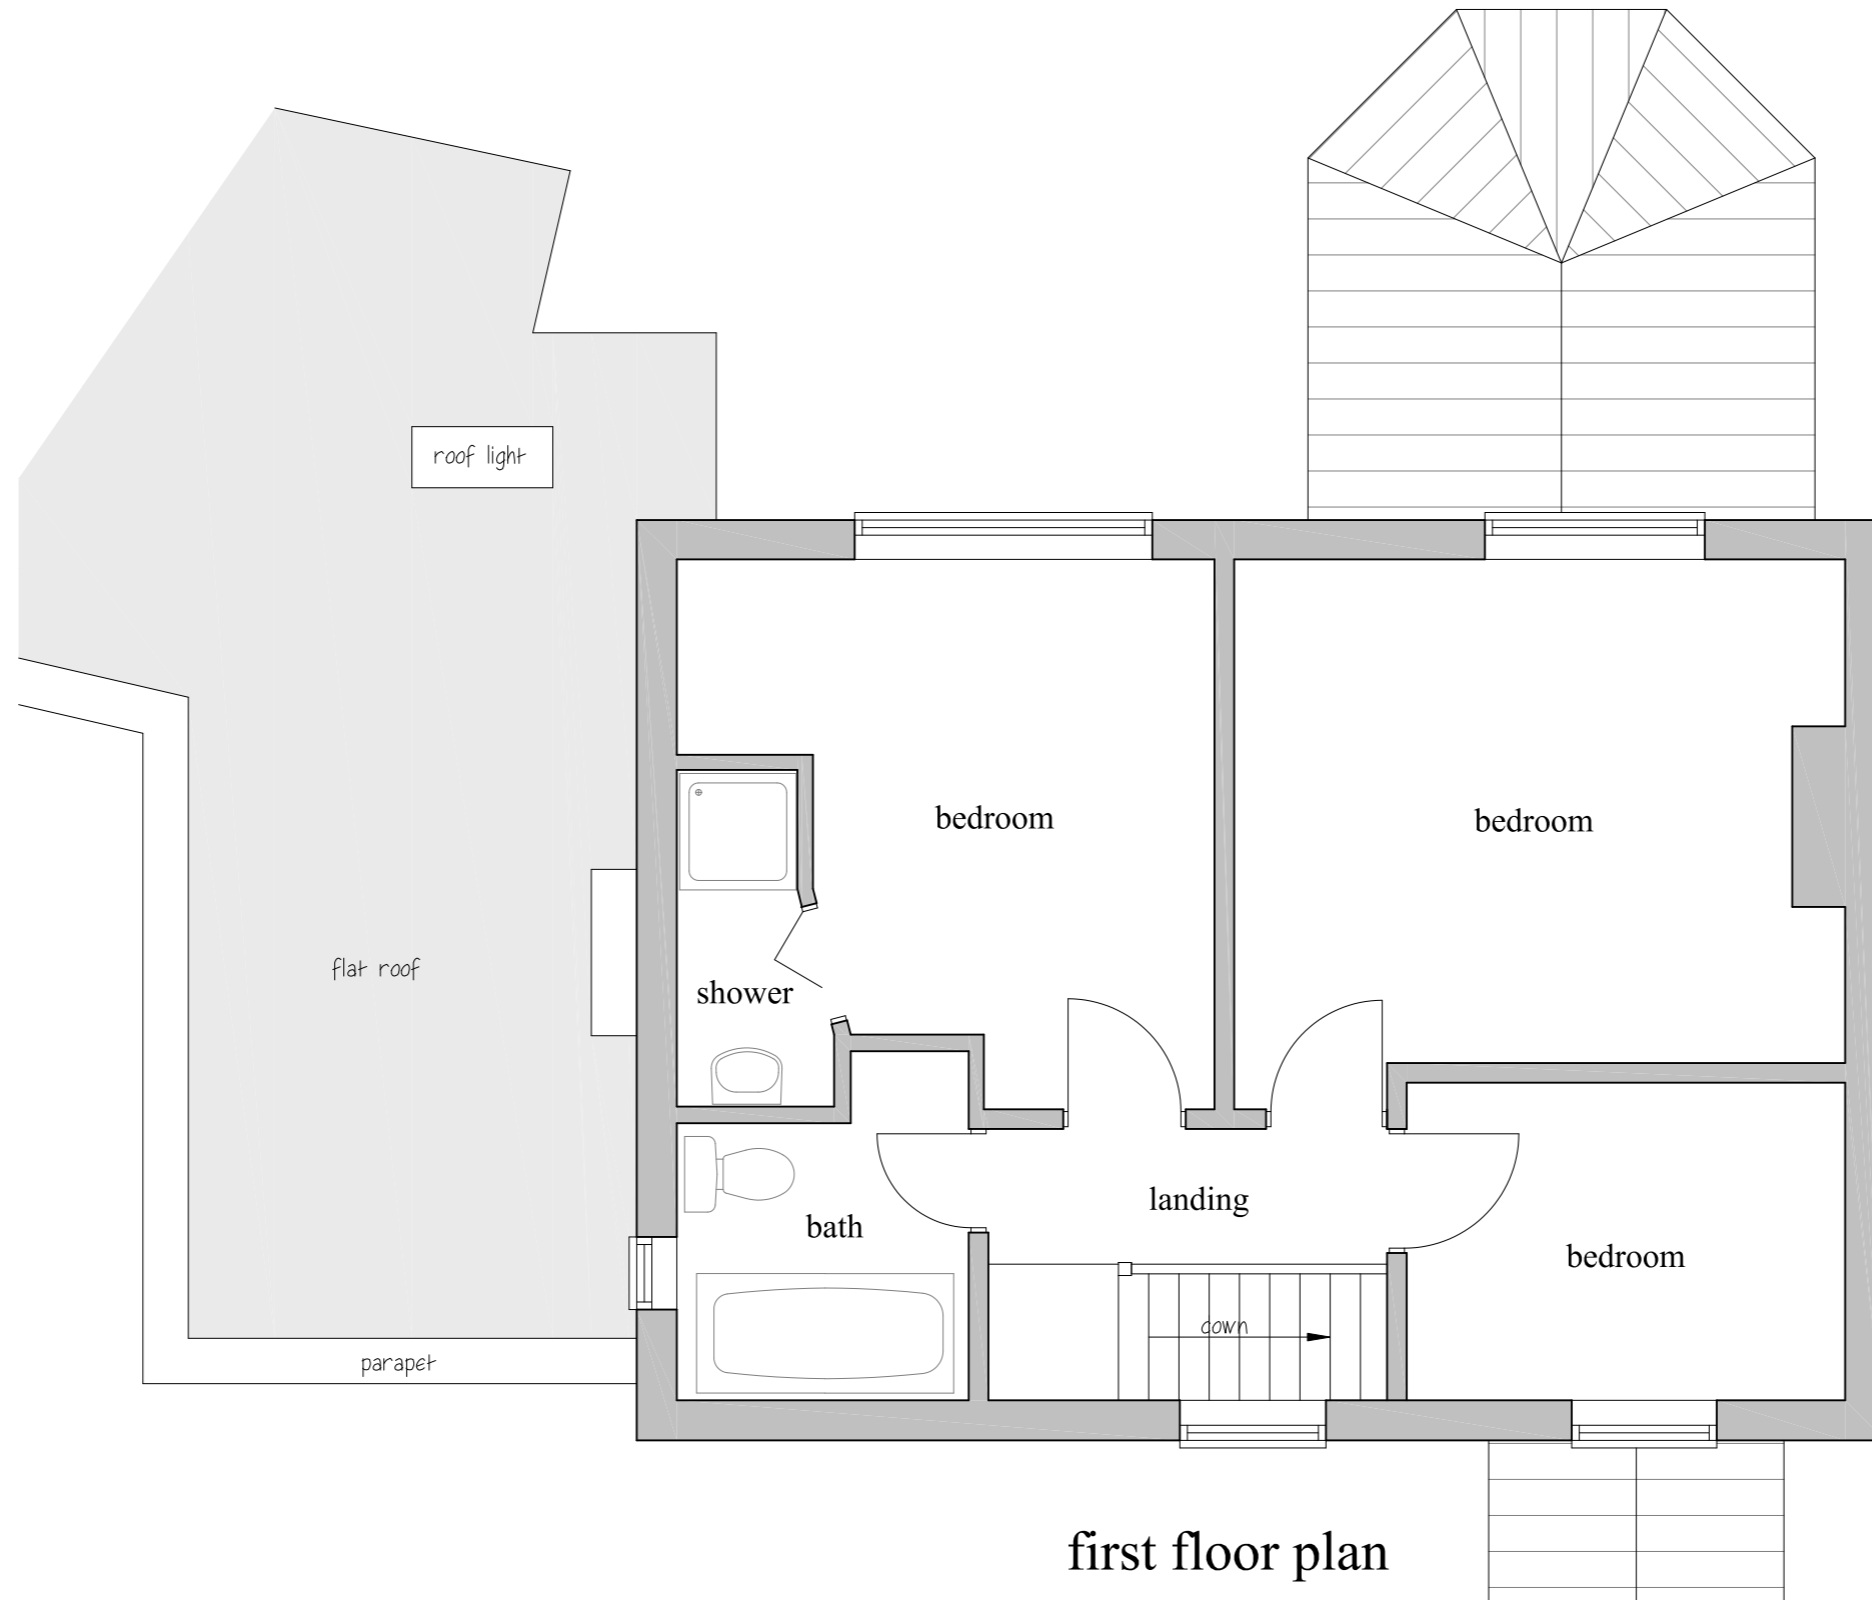 roof light
bedroom
bedroom
flat roof
shower
landing
bath
bedroom
down
parapet
first floor plan